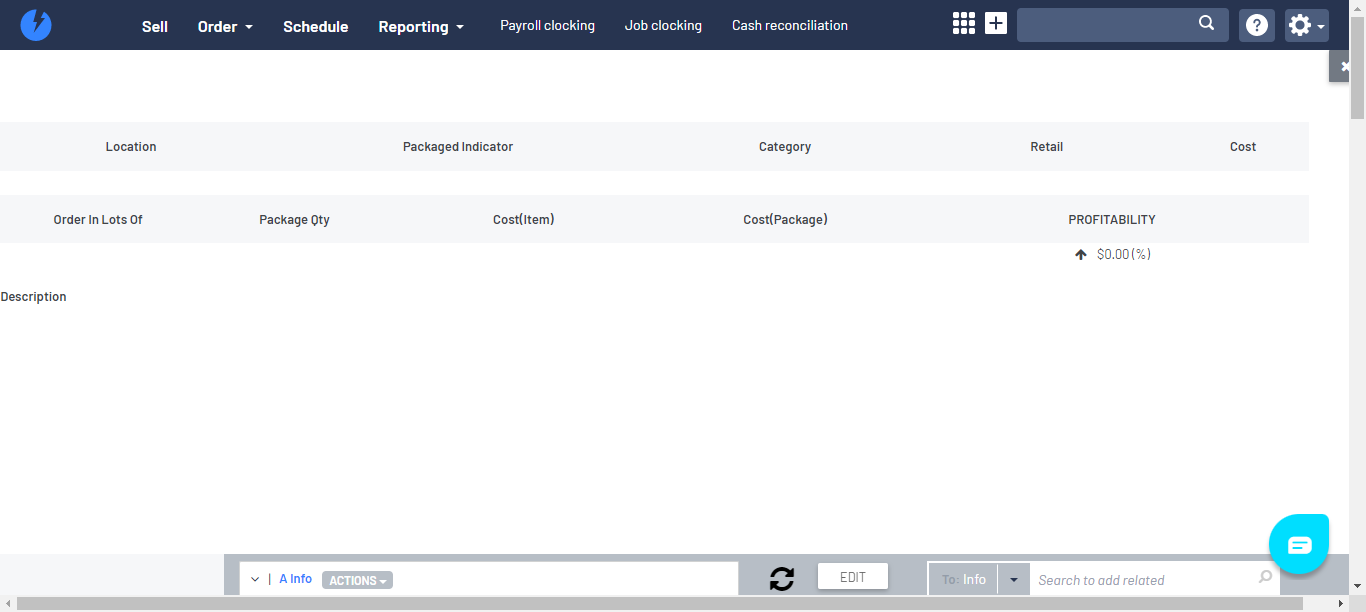 Sell Order Schedule Reporting Payroll clocking Job clocking Cash reconciliation
Location Packaged Indicator Category Retail Cost
Order In Lots Of Package Qty Cost(Item) Cost(Package) PROFITABILITY
$0.00 (%)
Description
| A Info ACTIONS EDIT To: Info Search to add related